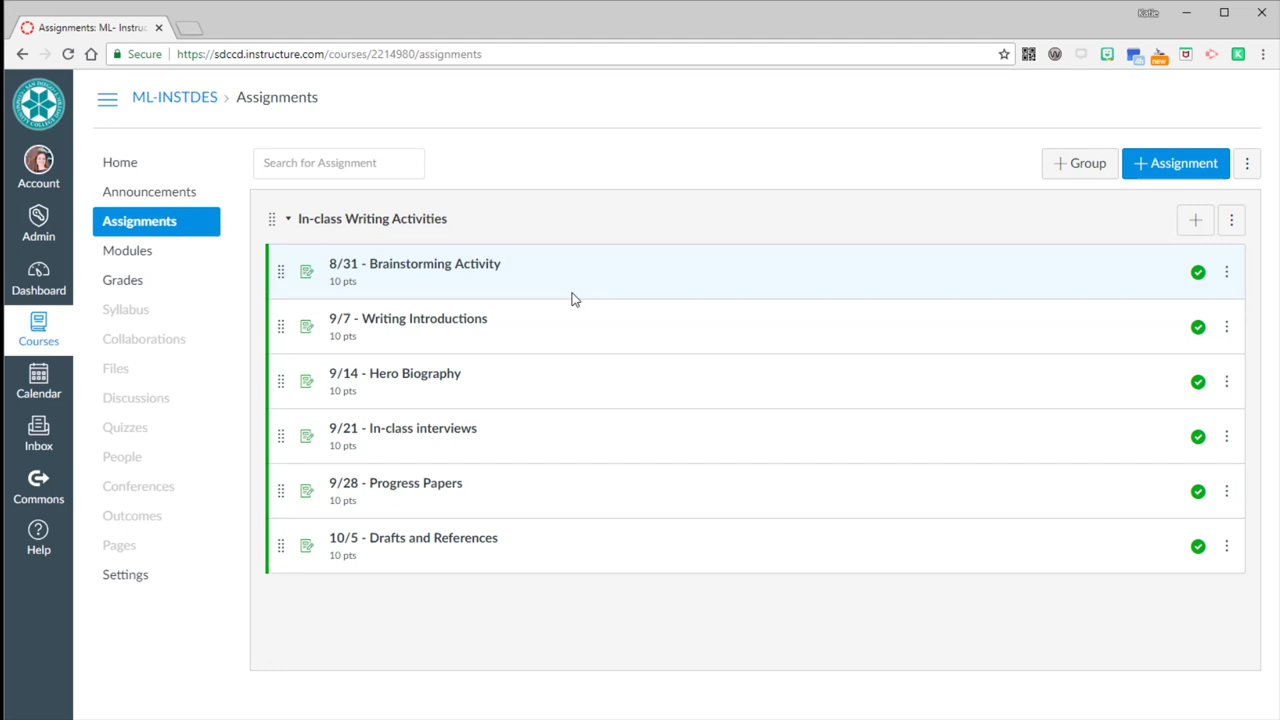 Katie
Assignments: ML- Instruc
Secure https://sdccd.instructure.com/courses/2214980/assignments
new
ML-INSTDES › Assignments
Account
Admin
Dashboard
Courses
Calendar
Inbox
Commons
Help
Home
Announcements
Assignments
Modules
Grades
Syllabus
Collaborations
Files
Discussions
Quizzes
People
Conferences
Outcomes
Pages
Settings
Search for Assignment
+ Group
+ Assignment
In-class Writing Activities
8/31 - Brainstorming Activity
10 pts
9/7 - Writing Introductions
10 pts
9/14 - Hero Biography
10 pts
9/21 - In-class interviews
10 pts
9/28 - Progress Papers
10 pts
10/5 - Drafts and References
10 pts